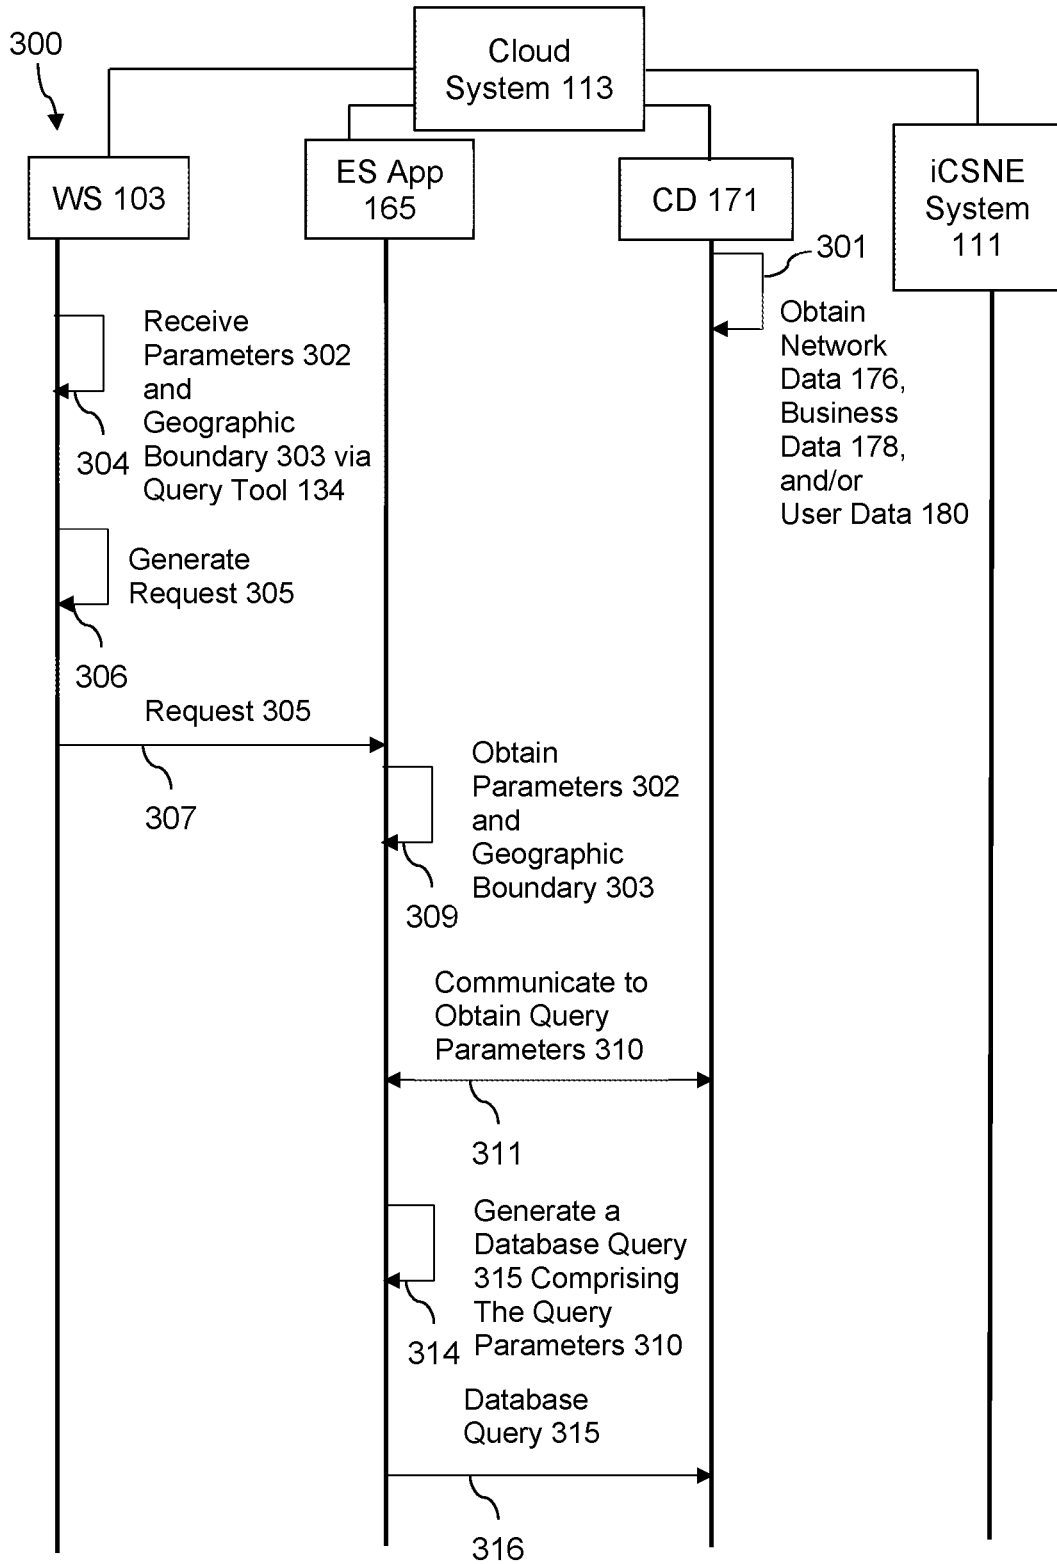 300
Cloud
System 113
WS 103
ES App
165
CD 171
iCSNE
System
111
301
Obtain
Network
Data 176,
Business
Data 178,
and/or
User Data 180
Receive
Parameters 302
and
Geographic
Boundary 303 via
Query Tool 134
304
Generate
Request 305
306
Request 305
307
Obtain
Parameters 302
and
Geographic
Boundary 303
309
Communicate to
Obtain Query
Parameters 310
311
Generate a
Database Query
315 Comprising
The Query
Parameters 310
314
Database
Query 315
316